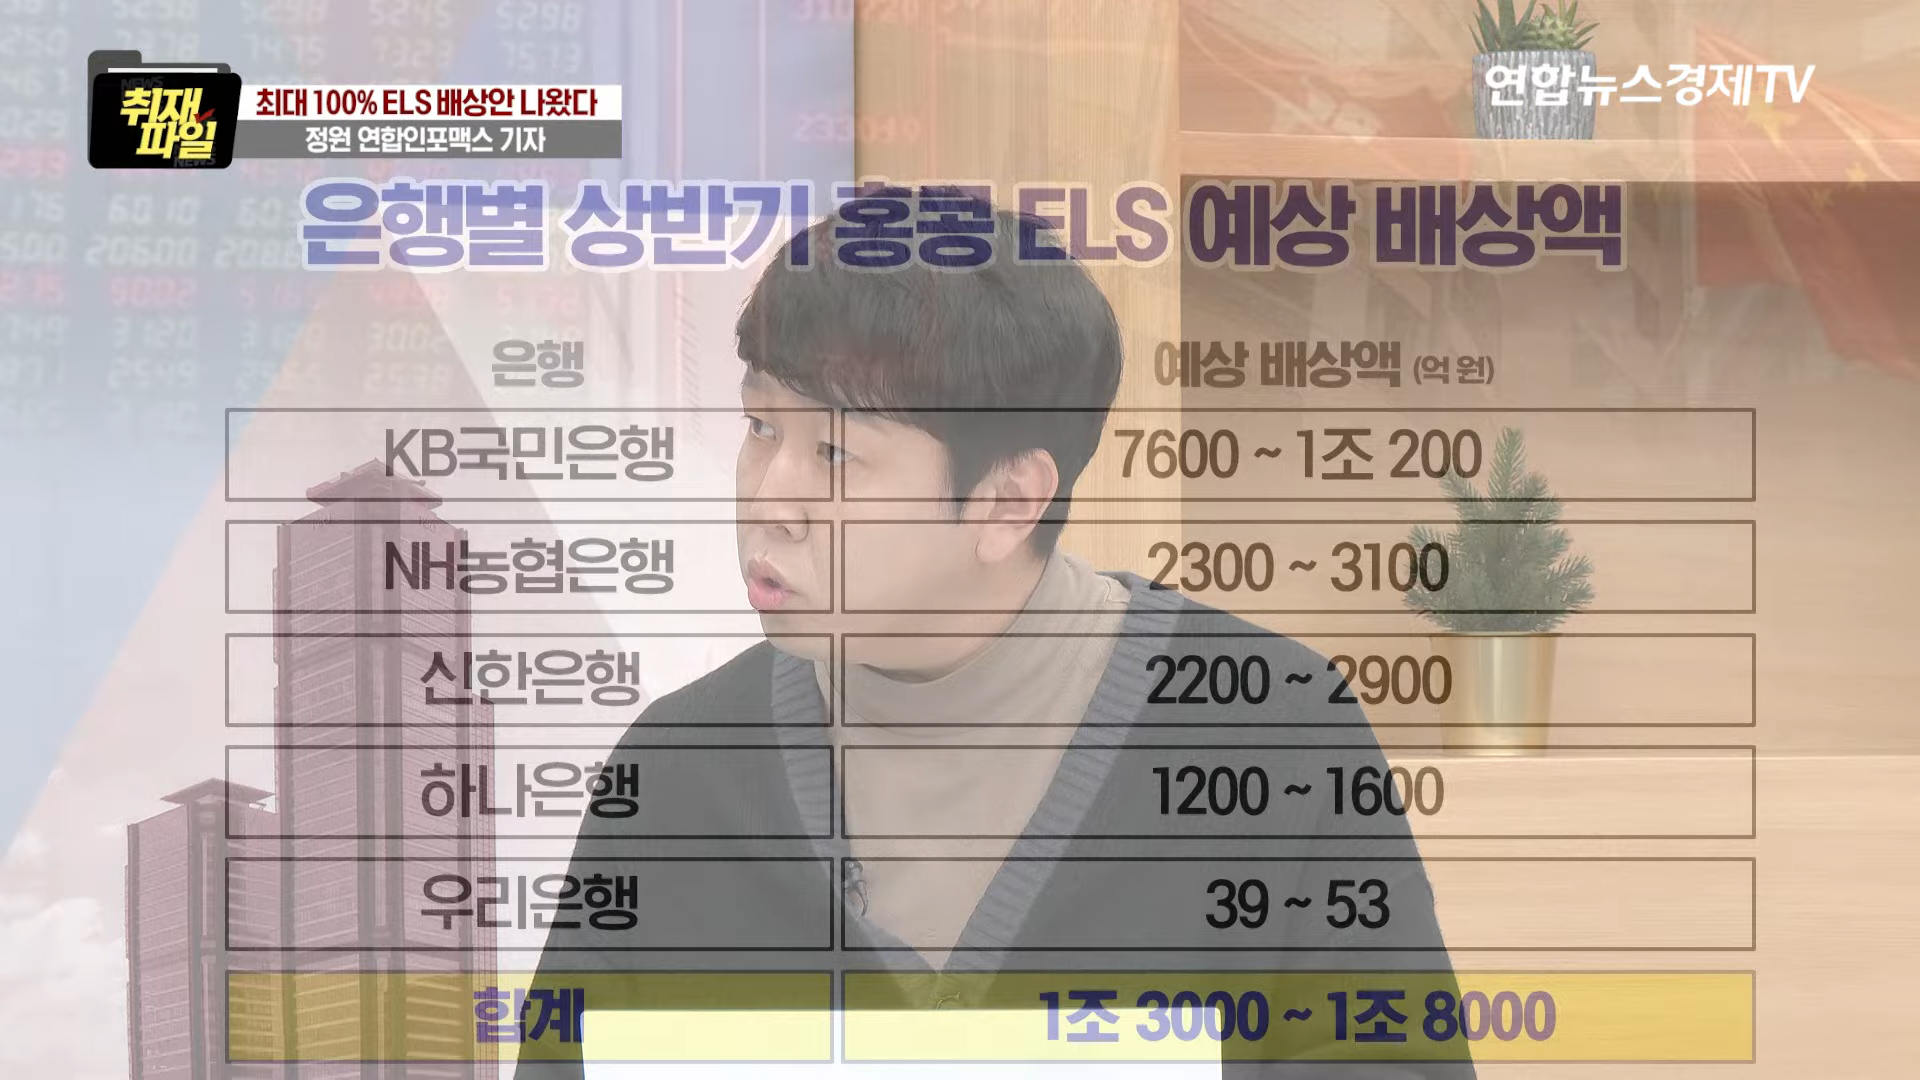 취재
파일
최대 100% ELS 배상안 나왔다
정원 연합인포맥스 기자
연합뉴스경제TV
은행별 상반기 홍콩 ELS 예상 배상액
은행 예상 배상액 (억 원)
KB국민은행 7600 ~ 1조 200
NH농협은행 2300 ~ 3100
신한은행 2200 ~ 2900
하나은행 1200 ~ 1600
우리은행 39 ~ 53
합계 1조 3000 ~ 1조 8000